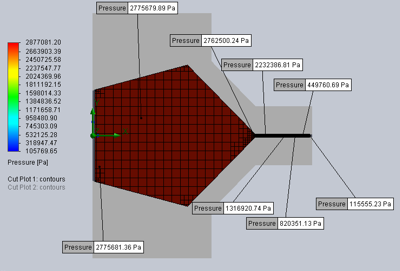 Pressure 2775679.89 Pa
Pressure 2762500.24 Pa
2877081.20
2663903.39
2450725.58
2237547.77
2024369.96
1811192.15
1598014.33
1384836.52
1171658.71
958480.90
745303.09
532125.28
318947.47
105769.65
Pressure [Pa]
Cut Plot 1: contours
Cut Plot 2: contours
Pressure 2232386.81 Pa
Pressure 449760.69 Pa
Pressure 115555.23 Pa
Pressure 1316920.74 Pa
Pressure 820351.13 Pa
Pressure 2775681.36 Pa